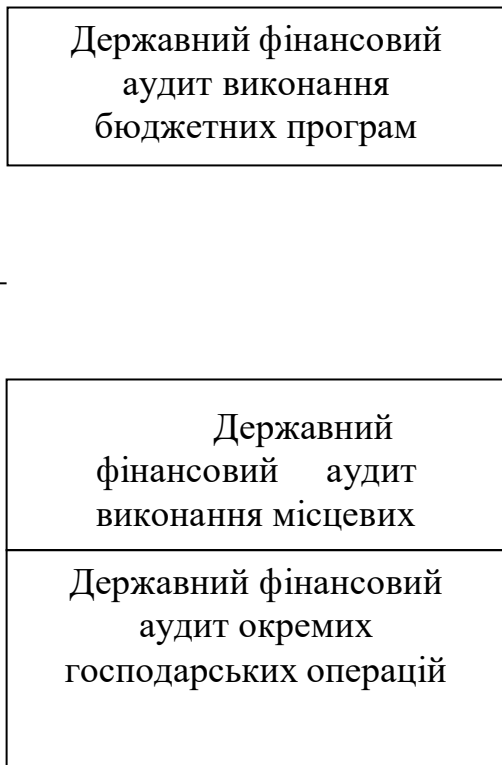 Державний фінансовий
аудит виконання
бюджетних програм
Державний
фінансовий аудит
виконання місцевих
Державний фінансовий
аудит окремих
господарських операцій